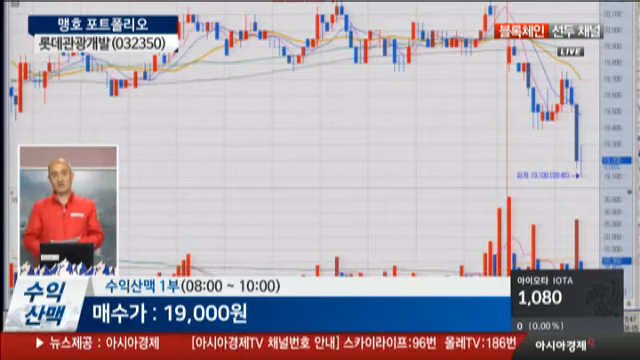 맹호 포트폴리오
롯데관광개발(032350)
블록체인 선두 채널
LIVE
19,100
수익산맥 1부(08:00 ~ 10:00)
수익
산맥
매수가 : 19,000원
아이오타 IOTA
1,080
0 (0.00%)
▸ 뉴스제공 : 아시아경제
[아시아경제TV 채널번호 안내] 스카이라이프:96번 올레TV:186번
아시아경제